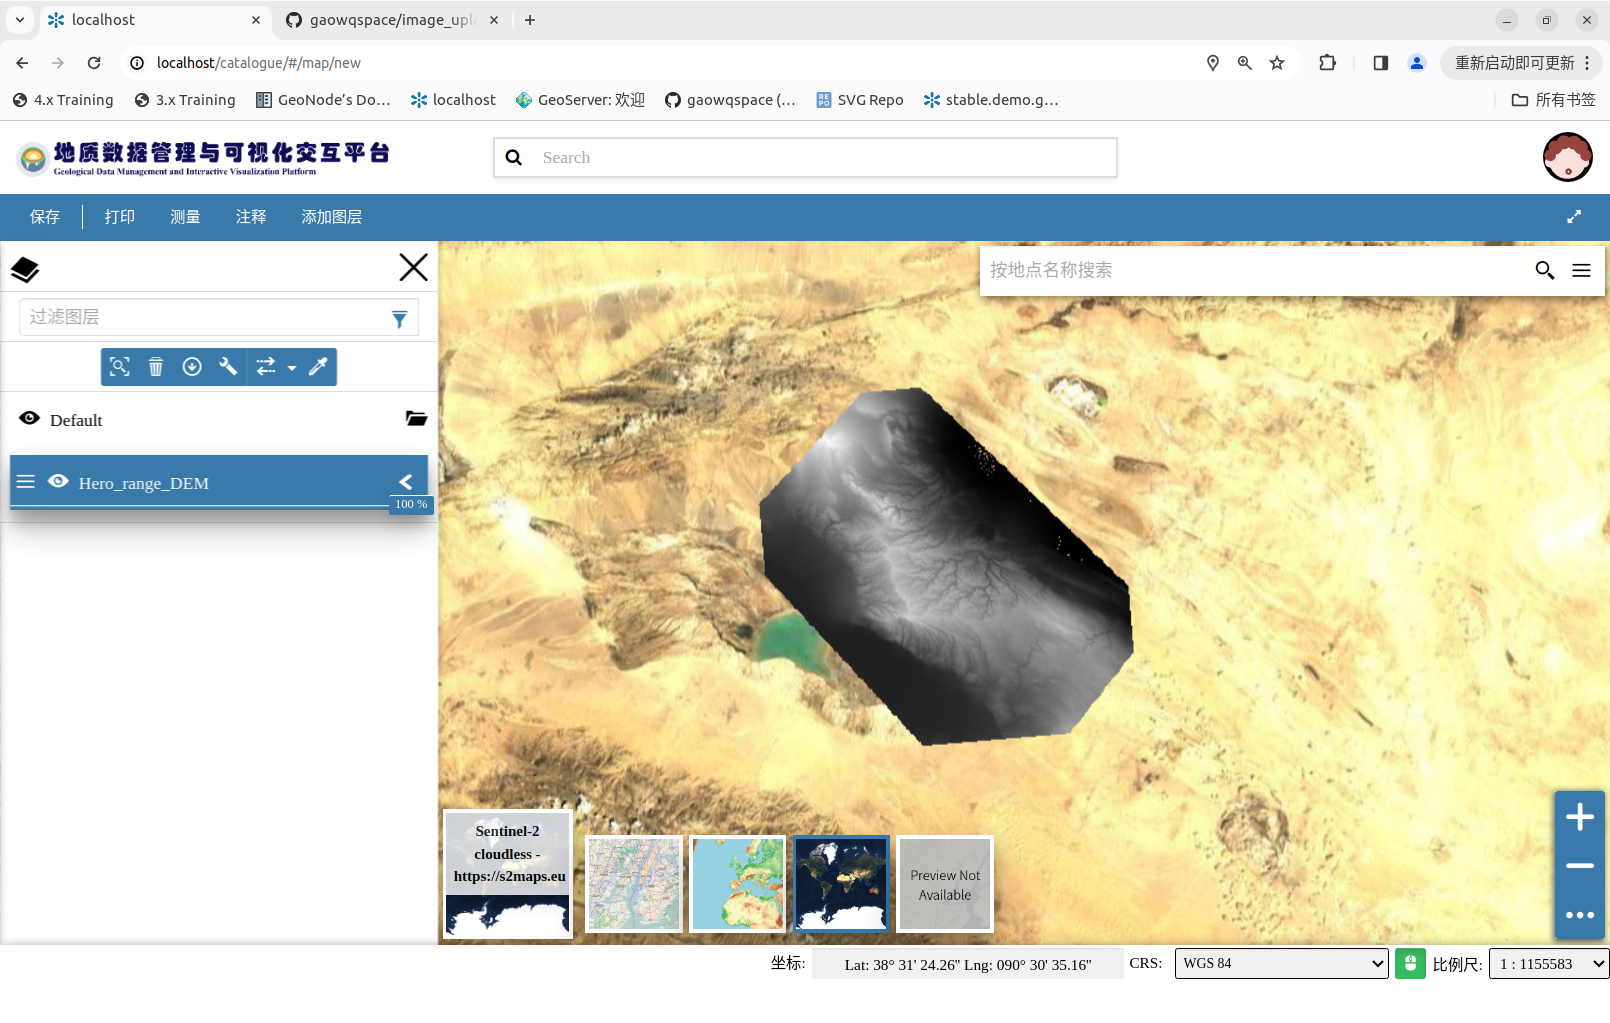 localhost
gaowqspace/image_upl
localhost/catalogue/#/map/new
重新启动即可更新
4.x Training
3.x Training
GeoNode’s Do…
localhost
GeoServer: 欢迎
gaowqspace (…
REPO
SVG Repo
stable.demo.g…
所有书签
地质数据管理与可视化交互平台
Geological Data Management and Interactive Visualization Platform
Search
保存
打印
测量
注释
添加图层
按地点名称搜索
过滤图层
Default
Hero_range_DEM
100 %
Sentinel-2
cloudless -
https://s2maps.eu
Preview Not
Available
坐标:
Lat: 38° 31' 24.26'' Lng: 090° 30' 35.16''
CRS:
WGS 84
比例尺:
1 : 1155583